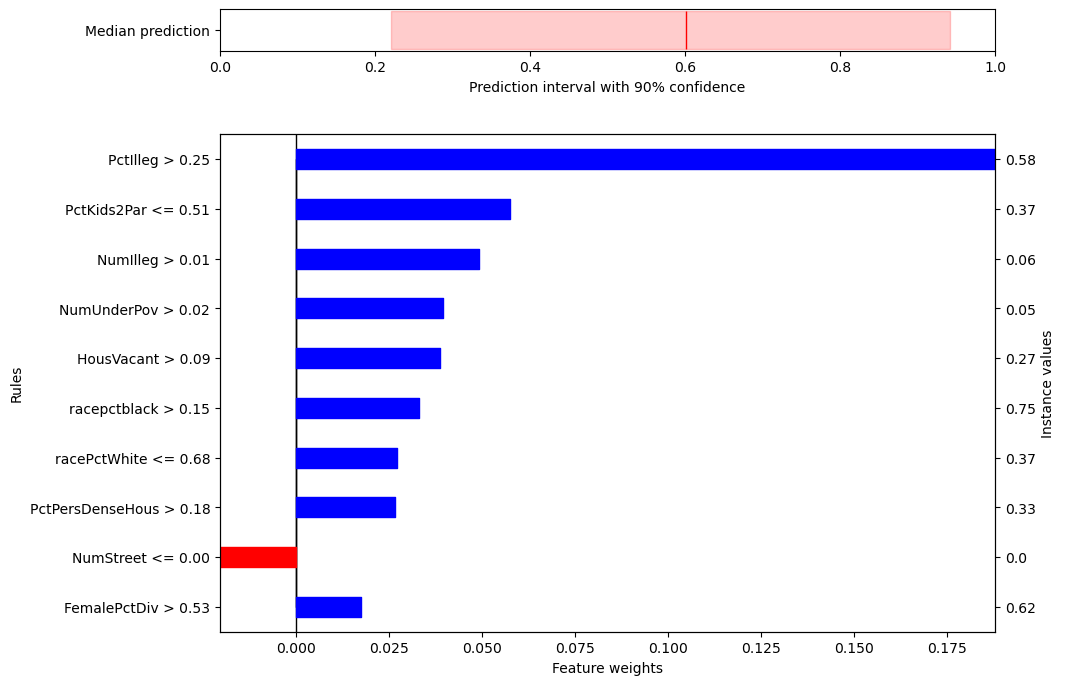 Median prediction
0.0 0.2 0.4 0.6 0.8 1.0
Prediction interval with 90% confidence
Rules
PctIlleg > 0.25 0.58
PctKids2Par <= 0.51 0.37
NumIlleg > 0.01 0.06
NumUnderPov > 0.02 0.05
HousVacant > 0.09 0.27
racepctblack > 0.15 0.75
racePctWhite <= 0.68 0.37
PctPersDenseHous > 0.18 0.33
NumStreet <= 0.00 0.0
FemalePctDiv > 0.53 0.62
Instance values
0.000 0.025 0.050 0.075 0.100 0.125 0.150 0.175
Feature weights